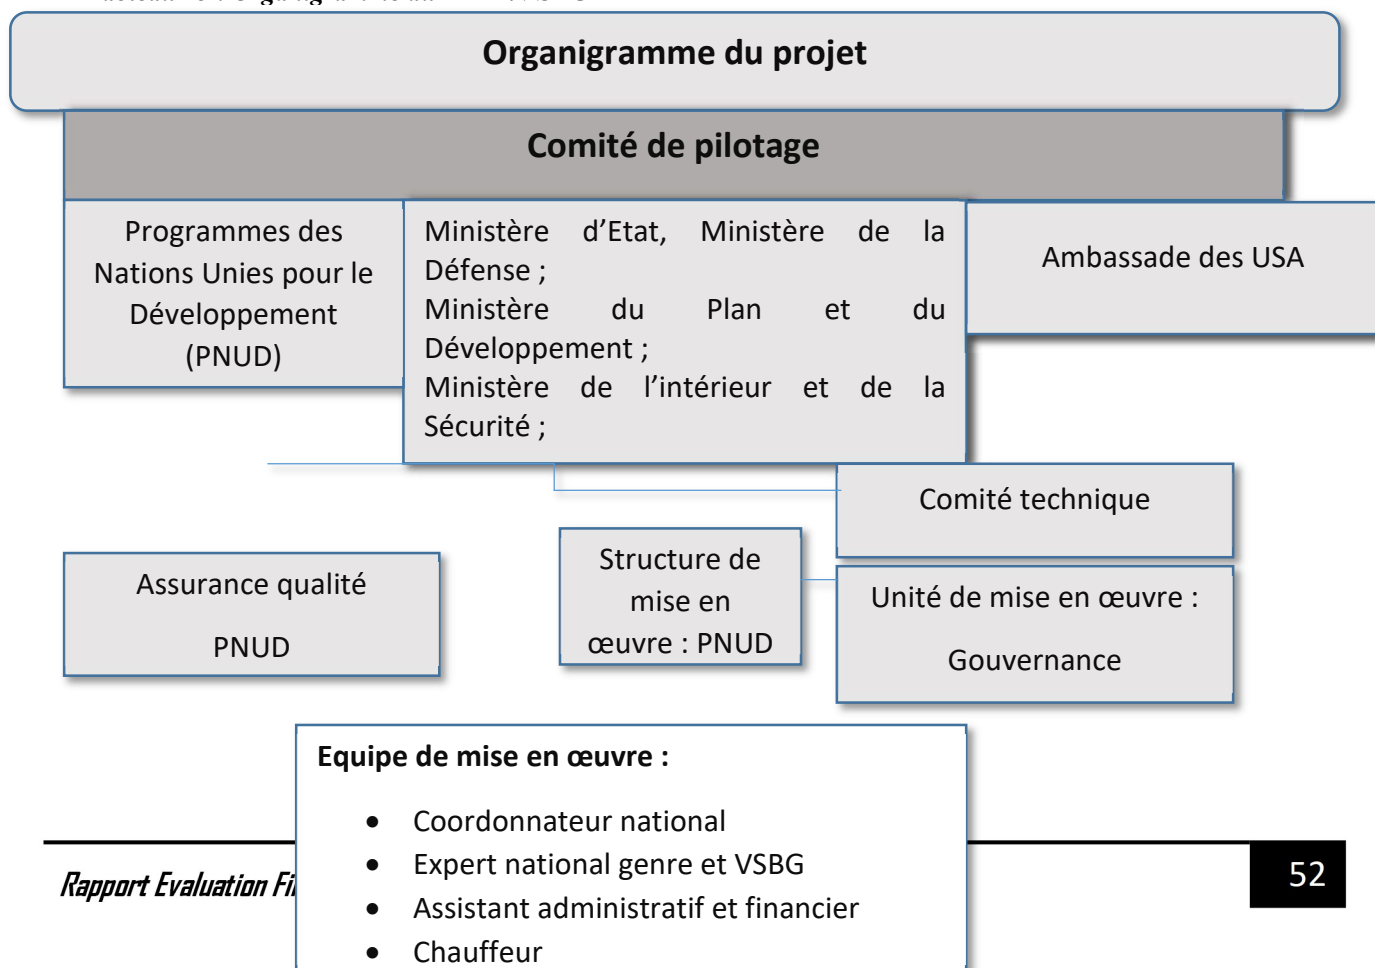 Organigramme du projet
Comité de pilotage
Programmes des
Nations Unies pour le
Développement
(PNUD)
Ministère d’Etat, Ministère de la
Défense ;
Ministère du Plan et du
Développement ;
Ministère de l’intérieur et de la
Sécurité ;
Ambassade des USA
Comité technique
Assurance qualité
PNUD
Structure de
mise en
œuvre : PNUD
Unité de mise en œuvre :
Gouvernance
Equipe de mise en œuvre :
• Coordonnateur national
• Expert national genre et VSBG
• Assistant administratif et financier
• Chauffeur
Rapport Evaluation
52